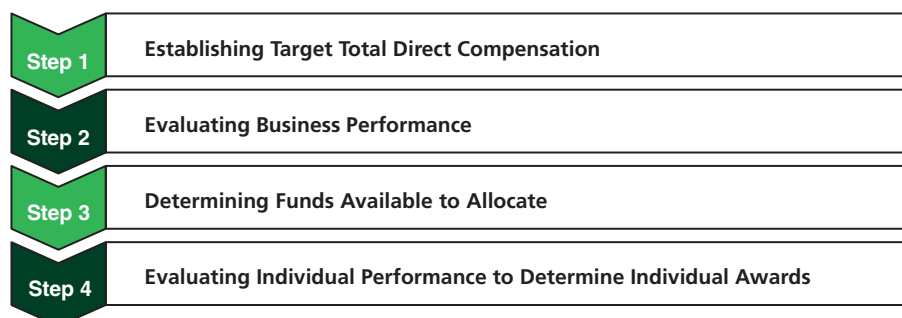 Step 1 Establishing Target Total Direct Compensation
Step 2 Evaluating Business Performance
Step 3 Determining Funds Available to Allocate
Step 4 Evaluating Individual Performance to Determine Individual Awards